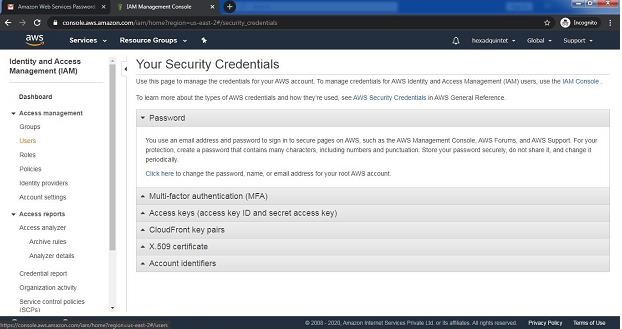 Amazon Web Services Password
IAM Management Console
console.aws.amazon.com/iam/home?region=us-east-2#/security_credentials
Incognito
aws
Services
Resource Groups
hexadquintet
Global
Support
Identity and Access
Management (IAM)
Dashboard
Access management
Groups
Users
Roles
Policies
Identity providers
Account settings
Access reports
Access analyzer
Archive rules
Analyzer details
Credential report
Organization activity
Service control policies
(SCPs)
Your Security Credentials
Use this page to manage the credentials for your AWS account. To manage credentials for AWS Identity and Access Management (IAM) users, use the IAM Console .
To learn more about the types of AWS credentials and how they're used, see AWS Security Credentials in AWS General Reference.
Password
You use an email address and password to sign in to secure pages on AWS, such as the AWS Management Console, AWS Forums, and AWS Support. For your
protection, create a password that contains many characters, including numbers and punctuation. Store your password securely, do not share it, and change it
periodically.
Click here to change the password, name, or email address for your root AWS account.
Multi-factor authentication (MFA)
Access keys (access key ID and secret access key)
CloudFront key pairs
X.509 certificate
Account identifiers
https://console.aws.amazon.com/iam/home?region=us-east-2#/users
© 2008 - 2020, Amazon Internet Services Private Ltd. or its affiliates. All rights reserved.
Privacy Policy
Terms of Use